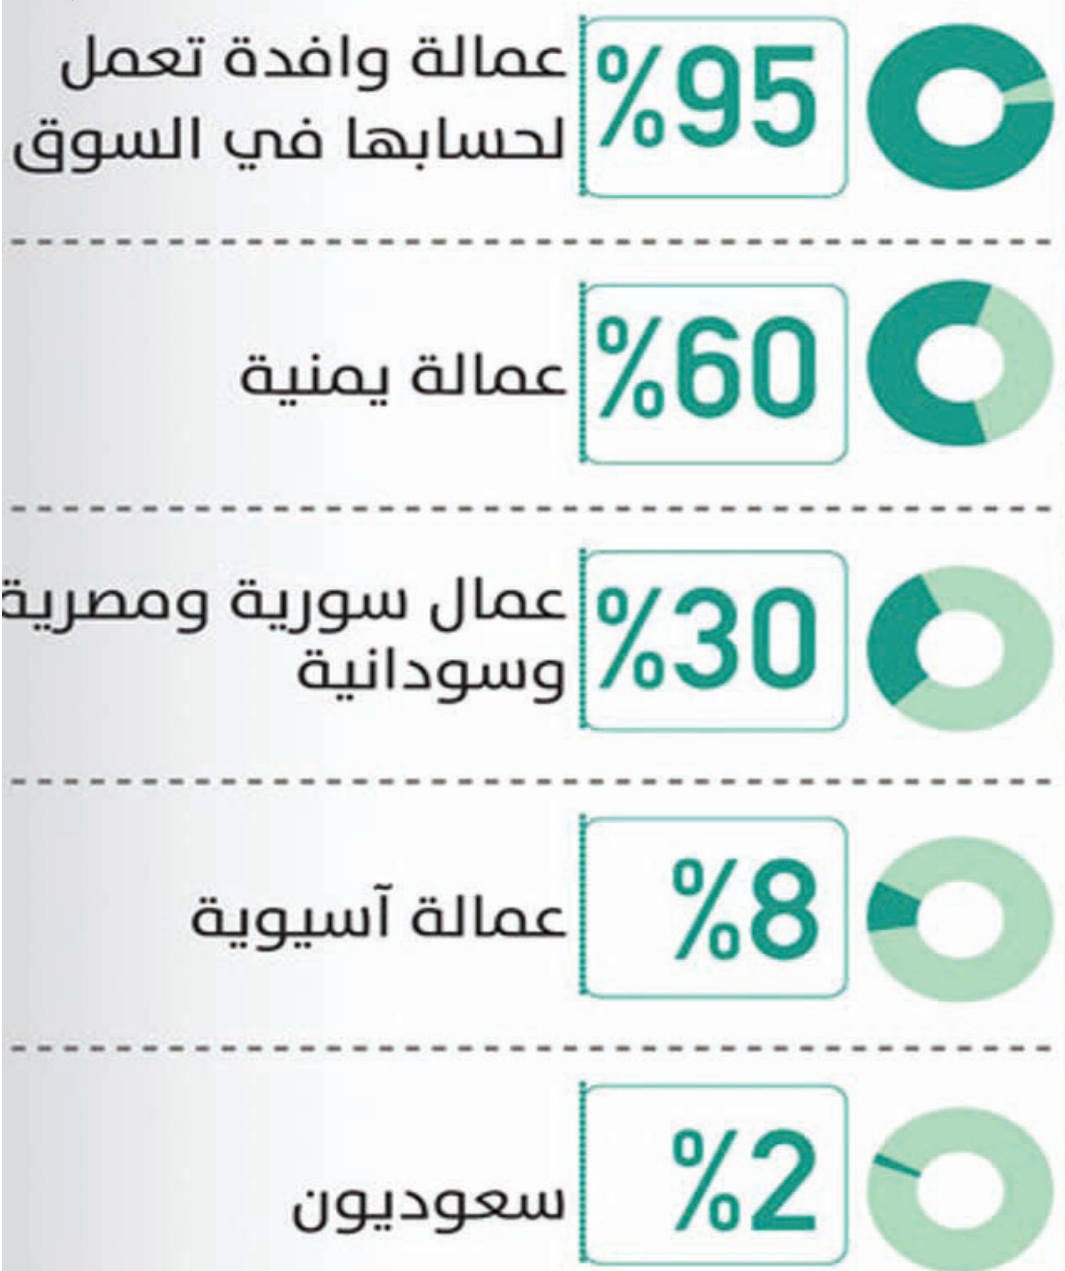 %95
عمالة وافدة تعمل
لحسابها في السوق
%60
عمالة يمنية
%30
عمال سورية ومصرية
وسودانية
%8
عمالة آسيوية
%2
سعوديون